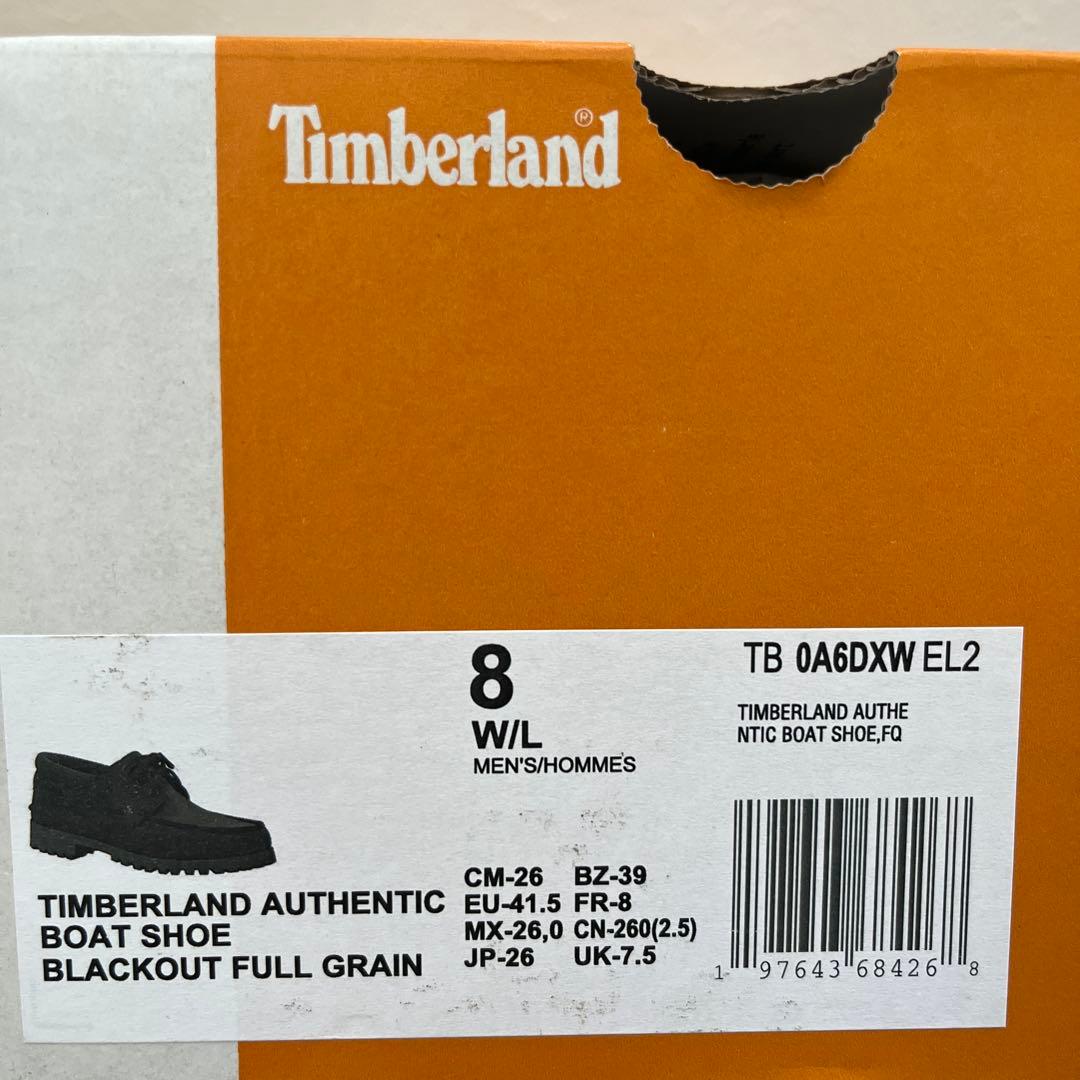 Timberland®
8
W/L
MEN'S/HOMMES
TB 0A6DXW EL2
TIMBERLAND AUTHE
NTIC BOAT SHOE,FQ
TIMBERLAND AUTHENTIC
BOAT SHOE
BLACKOUT FULL GRAIN
CM-26 BZ-39
EU-41.5 FR-8
MX-26,0 CN-260(2.5)
JP-26 UK-7.5
1 97643 68426 8